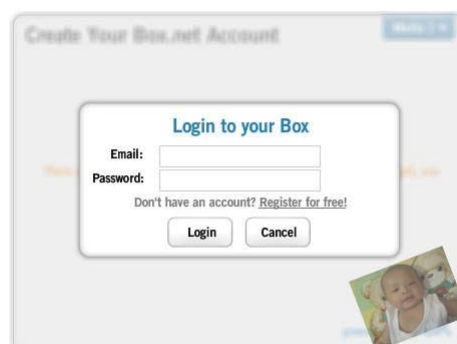 Create Your Box.net Account
Login to your Box
Email:
Password:
Don't have an account? Register for free!
Login
Cancel